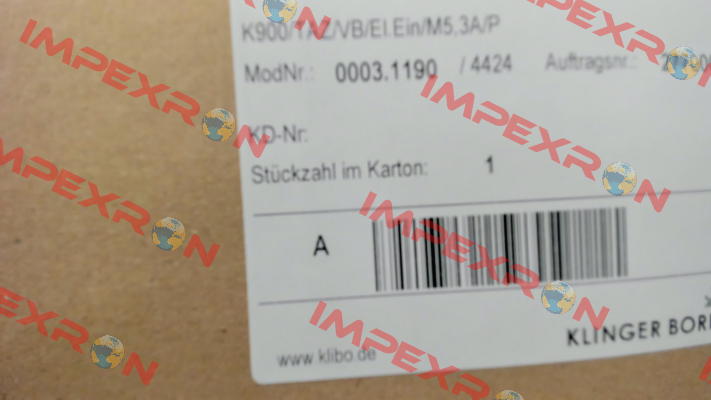 K900/YAZ/VB/El.Ein/M5,3A/P
ModNr.: 0003.1190 / 4424 Auftragsnr.:
KD-Nr:
Stückzahl im Karton: 1
A
KLINGER BOR
www.klibo.de
IMPEXRON
IMPEXRON
IMPEXRON
IMPEXRON
IMPEXRON
IMPEXRON